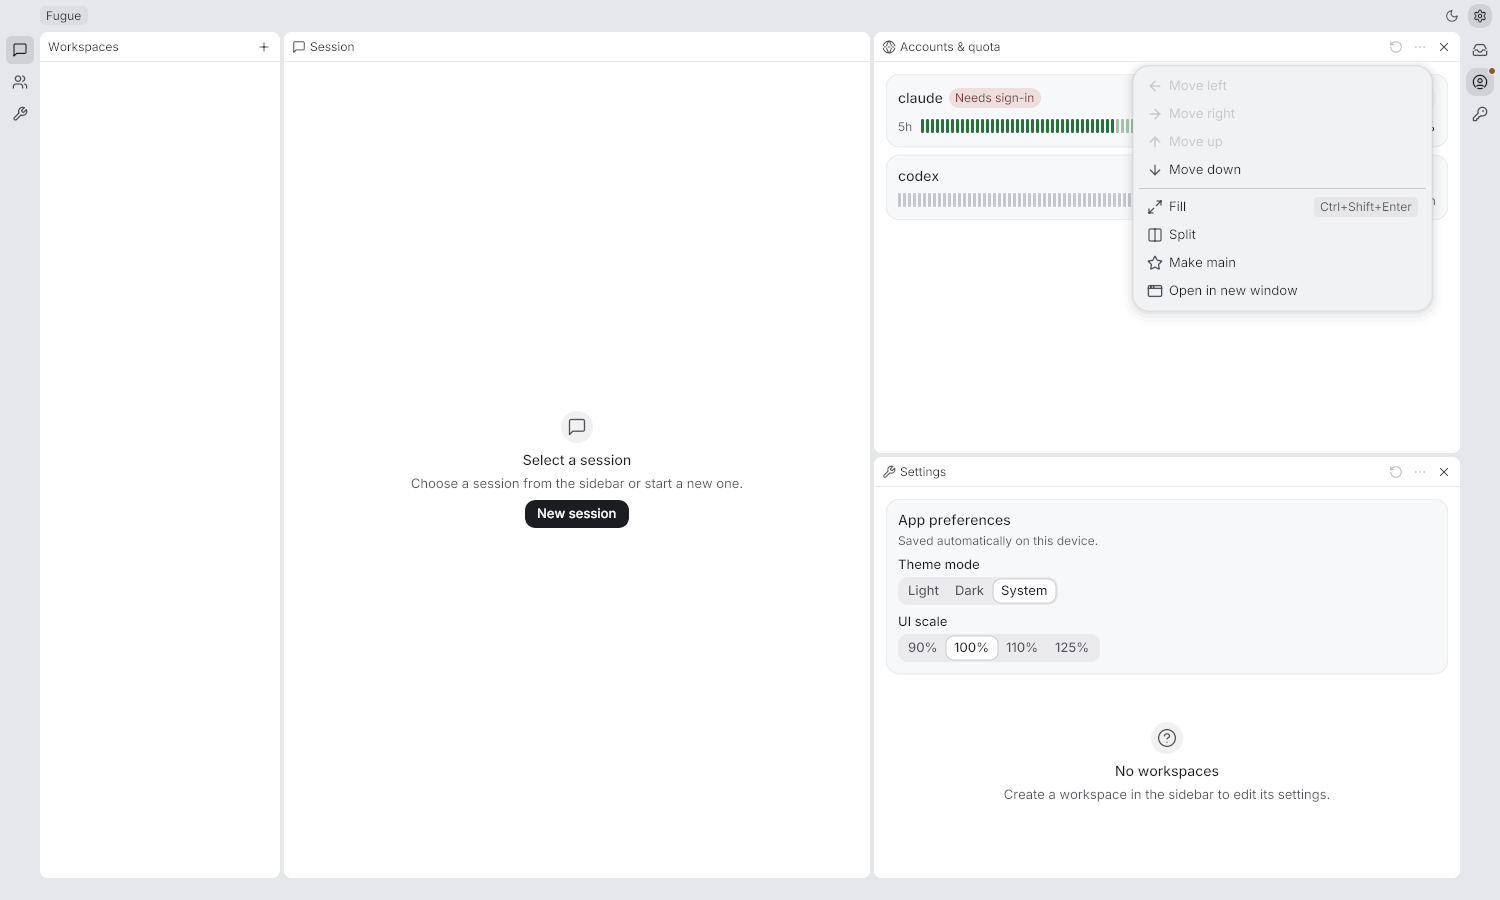 Fugue
Workspaces
Session
Select a session
Choose a session from the sidebar or start a new one.
New session
Accounts & quota
claude
Needs sign-in
5h
codex
Move left
Move right
Move up
Move down
Fill
Ctrl+Shift+Enter
Split
Make main
Open in new window
Settings
App preferences
Saved automatically on this device.
Theme mode
Light Dark System
UI scale
90% 100% 110% 125%
No workspaces
Create a workspace in the sidebar to edit its settings.